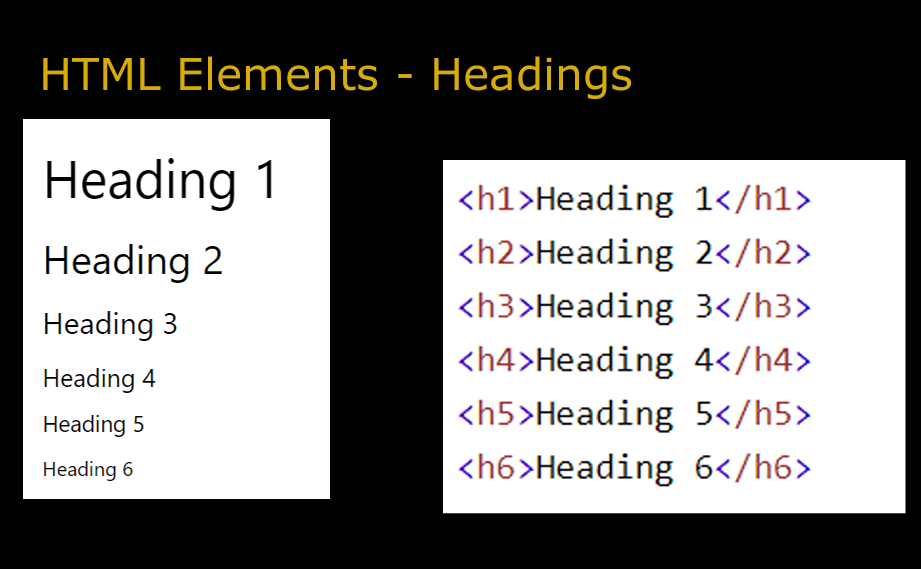 HTML Elements - Headings
Heading 1
Heading 2
Heading 3
Heading 4
Heading 5
Heading 6
<h1>Heading 1</h1>
<h2>Heading 2</h2>
<h3>Heading 3</h3>
<h4>Heading 4</h4>
<h5>Heading 5</h5>
<h6>Heading 6</h6>